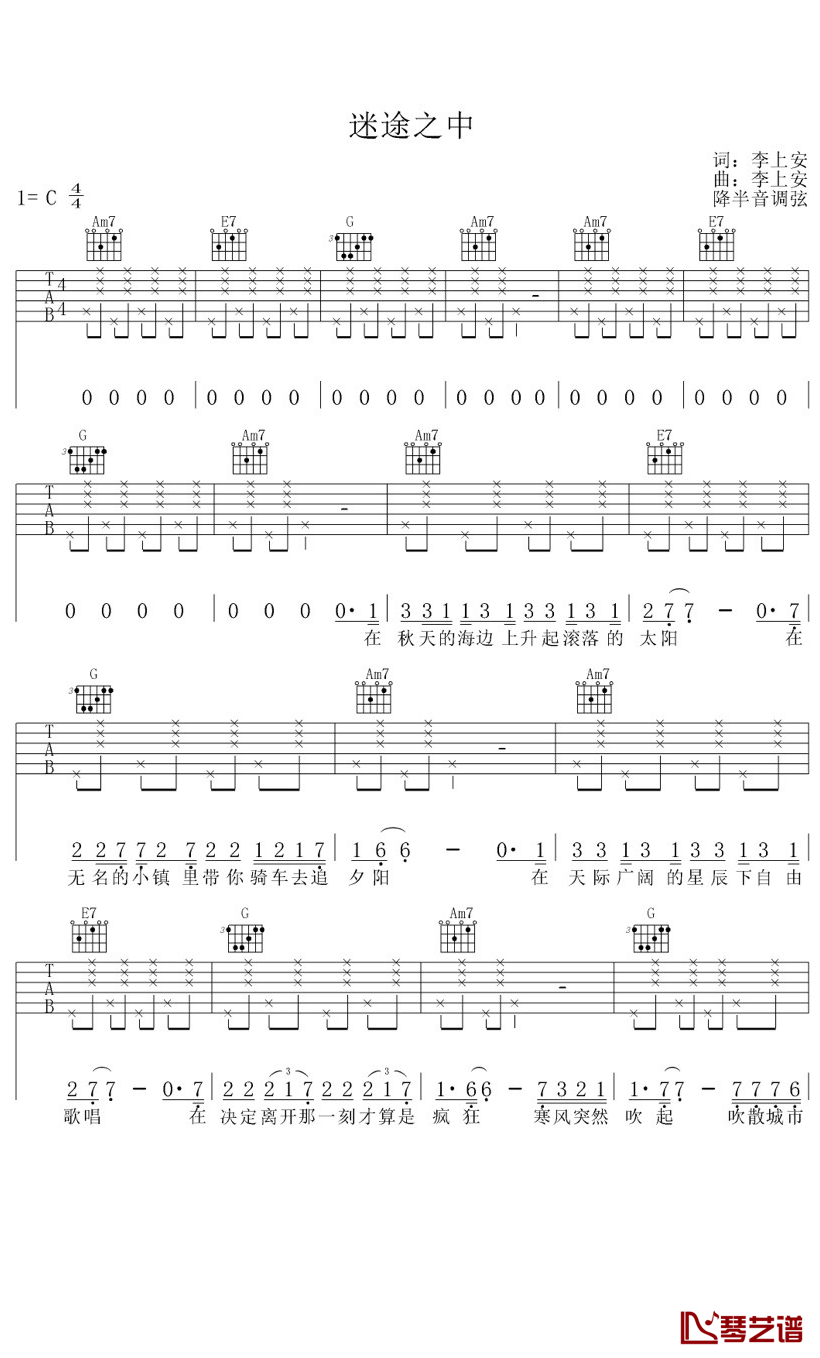 迷途之中
词：李上安
曲：李上安
降半音调弦
1= C 4/4
Am7 E7 G Am7 Am7 E7
3
T A B 4 4
0 0 0 0 0 0 0 0 0 0 0 0 0 0 0 0 0 0 0 0 0 0 0 0
G Am7 Am7 E7
3
T A B
0 0 0 0 0 0 0 0· 1 3 3 1 1 3 1 3 3 1 3 1 2 7 7 － 0· 7
在 秋天的海边上升起滚落的 太阳 在
G Am7 Am7
3
T A B
2 2 7 7 2 7 2 2 1 2 1 7 1 6 6 － 0· 1 3 3 1 3 1 3 3 1 3 1
无名的小镇里带你骑车去追 夕阳 在 天际广阔的星辰下自由
E7 G Am7 G
3 3
T A B
2 7 7 － 0· 7 2 2 2 1 7 2 2 2 1 7 1· 6 6 － 7 3 2 1 1· 7 7 － 7 7 7 6
3 3
歌唱 在 决定离开那一刻才算是 疯狂 寒风突然 吹起 吹散城市
琴艺谱